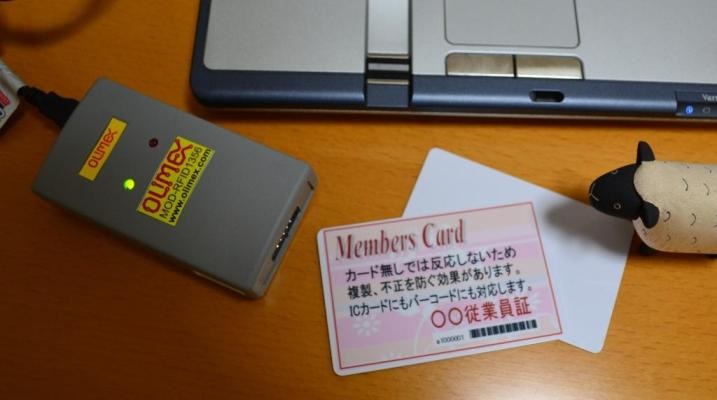 OLIMEX
OLIMEX
MOD-RFID1356
www.olimex.com
Members Card
カード無しでは反応しないため
複製、不正を防ぐ効果があります。
ICカードにもバーコードにも対応します。
〇〇従業員証
a1000001